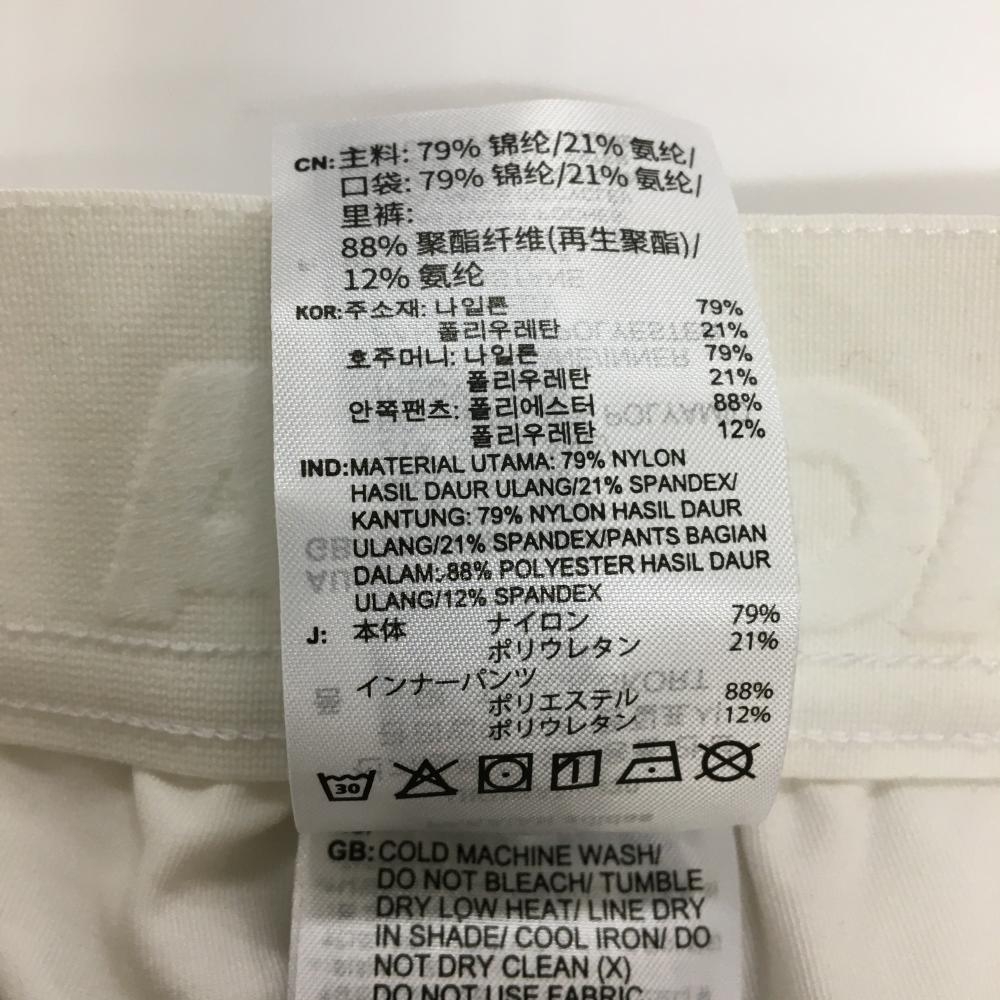 CN: 主料: 79% 锦纶/21% 氨纶/
口袋: 79% 锦纶/21% 氨纶/
里裤:
88% 聚酯纤维(再生聚酯)/
12% 氨纶
KOR: 주소재: 나일론 79%
폴리우레탄 21%
호주머니: 나일론 79%
폴리우레탄 21%
안쪽팬츠: 폴리에스터 88%
폴리우레탄 12%
IND: MATERIAL UTAMA: 79% NYLON
HASIL DAUR ULANG/21% SPANDEX/
KANTUNG: 79% NYLON HASIL DAUR
ULANG/21% SPANDEX/PANTS BAGIAN
DALAM: 88% POLYESTER HASIL DAUR
ULANG/12% SPANDEX
J: 本体 ナイロン 79%
ポリウレタン 21%
インナーパンツ
ポリエステル 88%
ポリウレタン 12%
30
GB: COLD MACHINE WASH/
DO NOT BLEACH/ TUMBLE
DRY LOW HEAT/ LINE DRY
IN SHADE/ COOL IRON/ DO
NOT DRY CLEAN (X)
DO NOT USE FABRIC